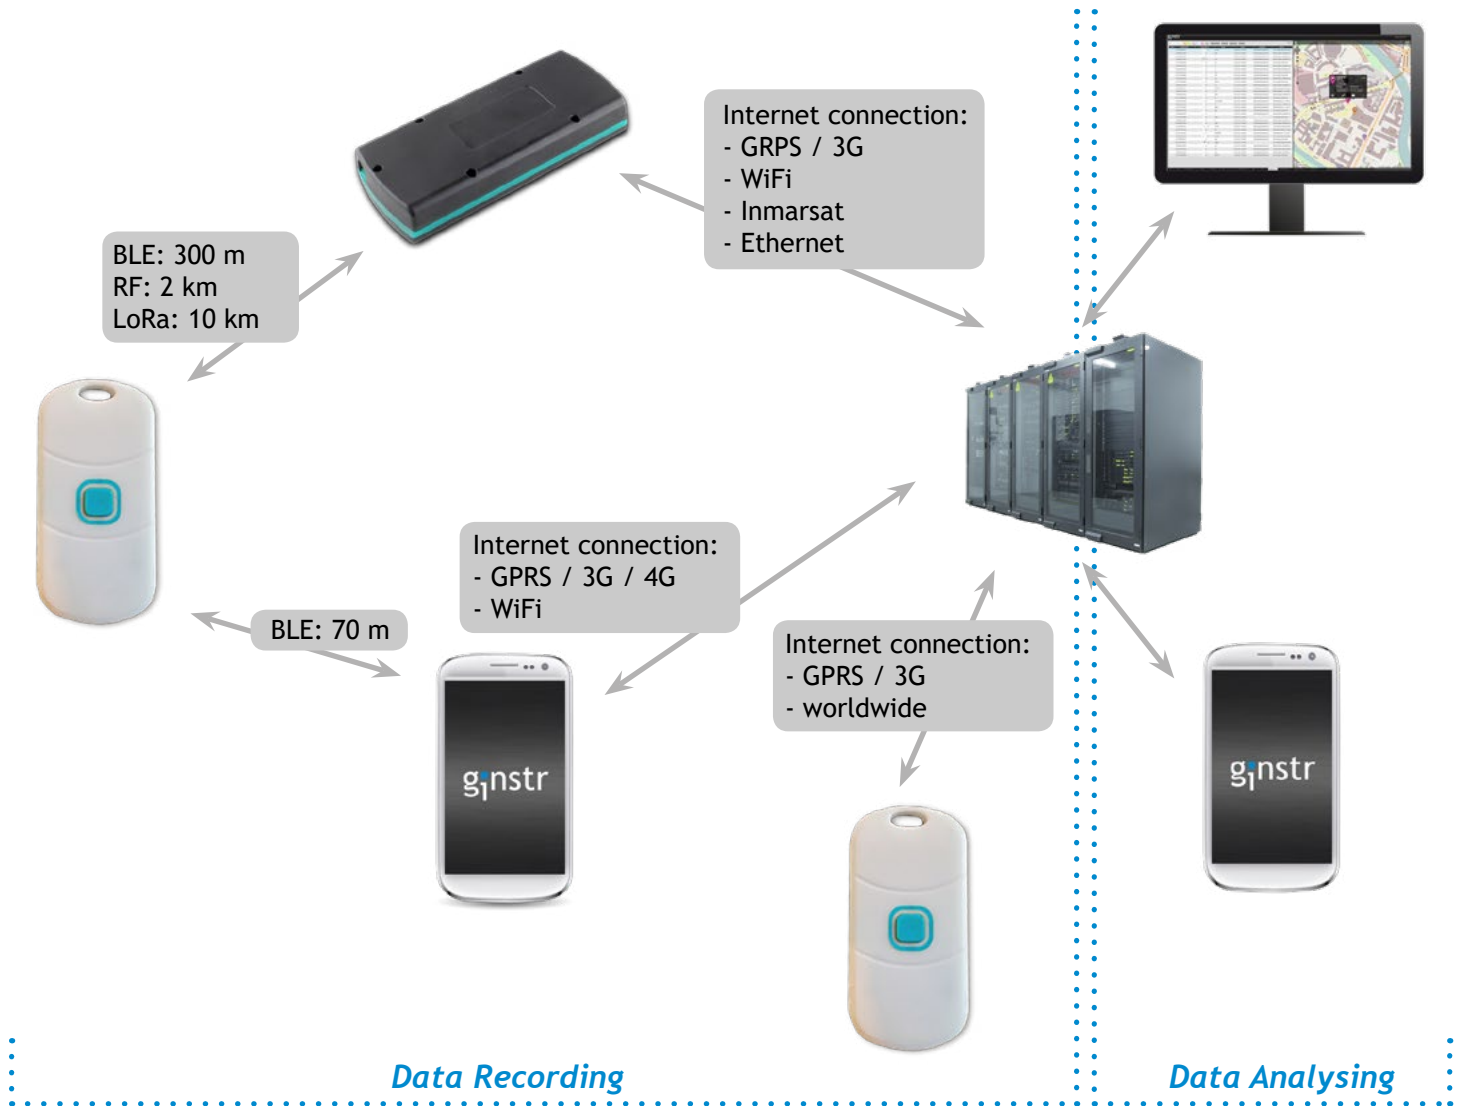 Internet connection:
- GRPS / 3G
- WiFi
- Inmarsat
- Ethernet
BLE: 300 m
RF: 2 km
LoRa: 10 km
Internet connection:
- GPRS / 3G / 4G
- WiFi
BLE: 70 m
Internet connection:
- GPRS / 3G
- worldwide
ginstr
ginstr
Data Recording
Data Analysing